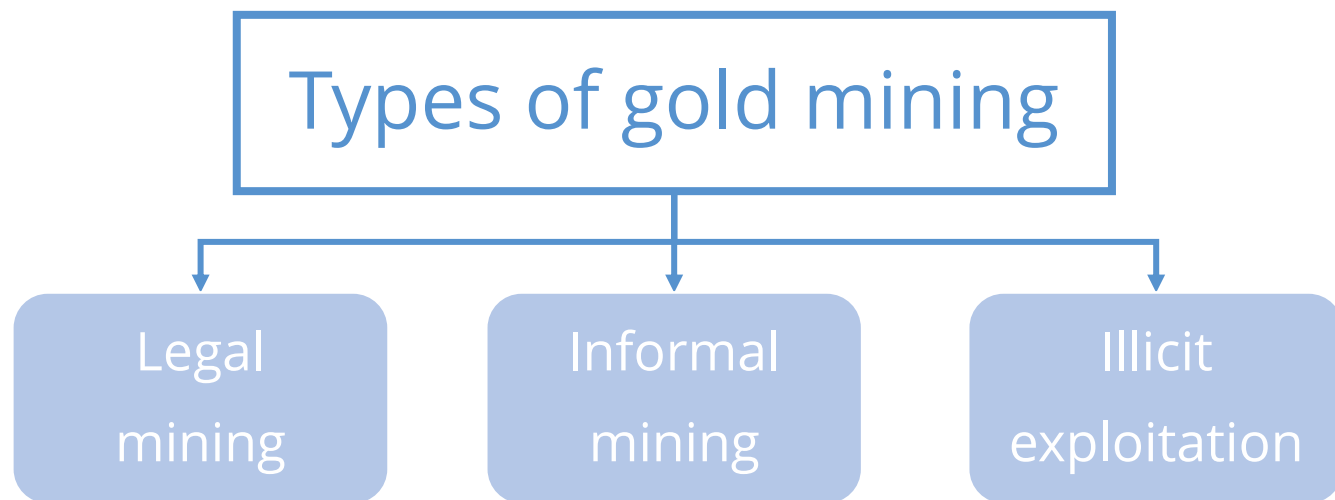 Types of gold mining
Legal
mining
Informal
mining
Illicit
exploitation